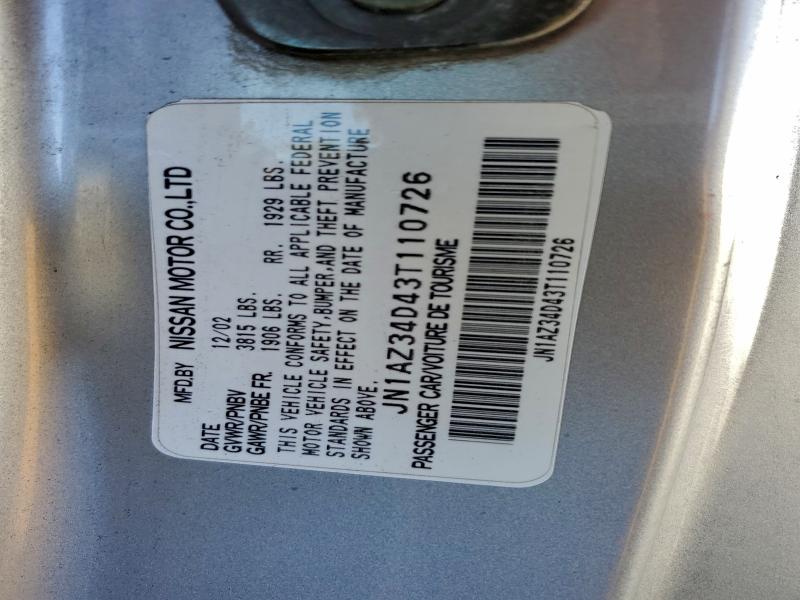 MFD.BY NISSAN MOTOR CO.,LTD
DATE 12/02
GVWR/PNBV 3815 LBS.
GAWR/PNBE FR. 1906 LBS. RR. 1929 LBS.
THIS VEHICLE CONFORMS TO ALL APPLICABLE FEDERAL
MOTOR VEHICLE SAFETY,BUMPER,AND THEFT PREVENTION
STANDARDS IN EFFECT ON THE DATE OF MANUFACTURE
SHOWN ABOVE.
JN1AZ34D43T110726
PASSENGER CAR/VOITURE DE TOURISME
JN1AZ34D43T110726